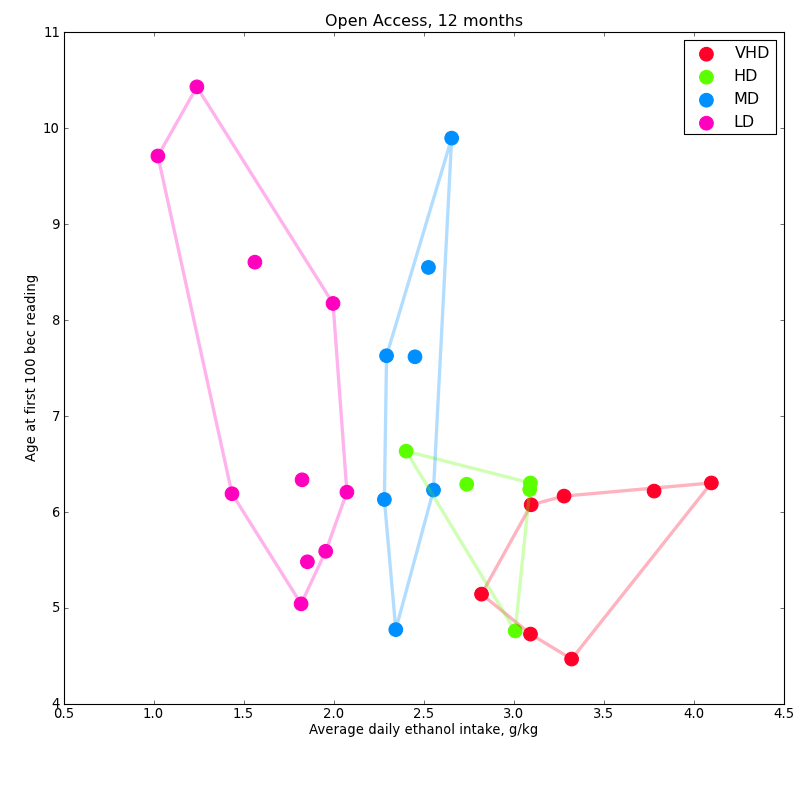 Open Access, 12 months
VHD
HD
MD
LD
11
10
9
8
7
6
5
4
Age at first 100 bec reading
0.5 1.0 1.5 2.0 2.5 3.0 3.5 4.0 4.5
Average daily ethanol intake, g/kg